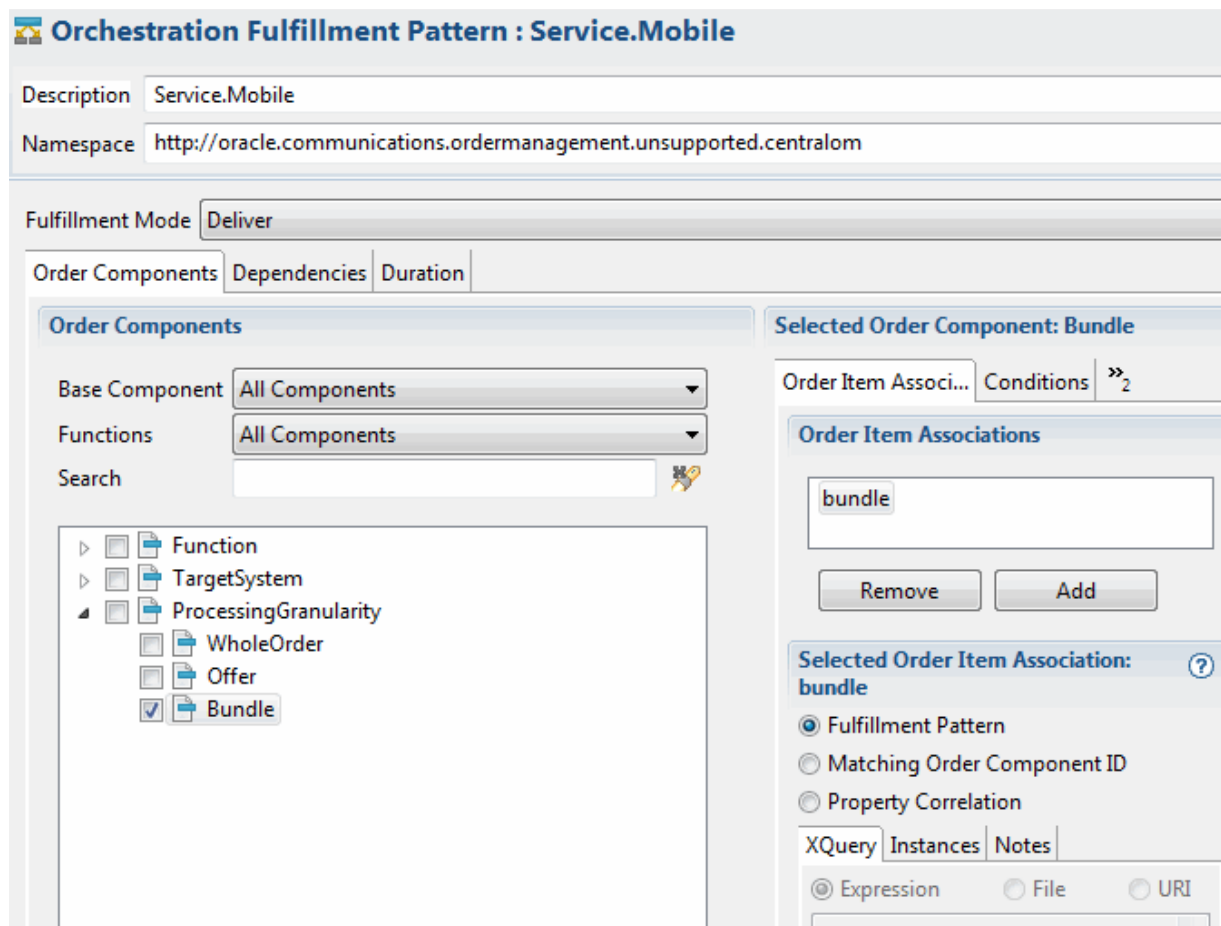 Orchestration Fulfillment Pattern : Service.Mobile
Description Service.Mobile
Namespace http://oracle.communications.ordermanagement.unsupported.centralom
Fulfillment Mode Deliver
Order Components Dependencies Duration
Order Components
Base Component All Components
Functions All Components
Search
Function
TargetSystem
ProcessingGranularity
WholeOrder
Offer
Bundle
Selected Order Component: Bundle
Order Item Associ... Conditions »2
Order Item Associations
bundle
Remove Add
Selected Order Item Association:
bundle
?
Fulfillment Pattern
Matching Order Component ID
Property Correlation
XQuery Instances Notes
Expression File URI